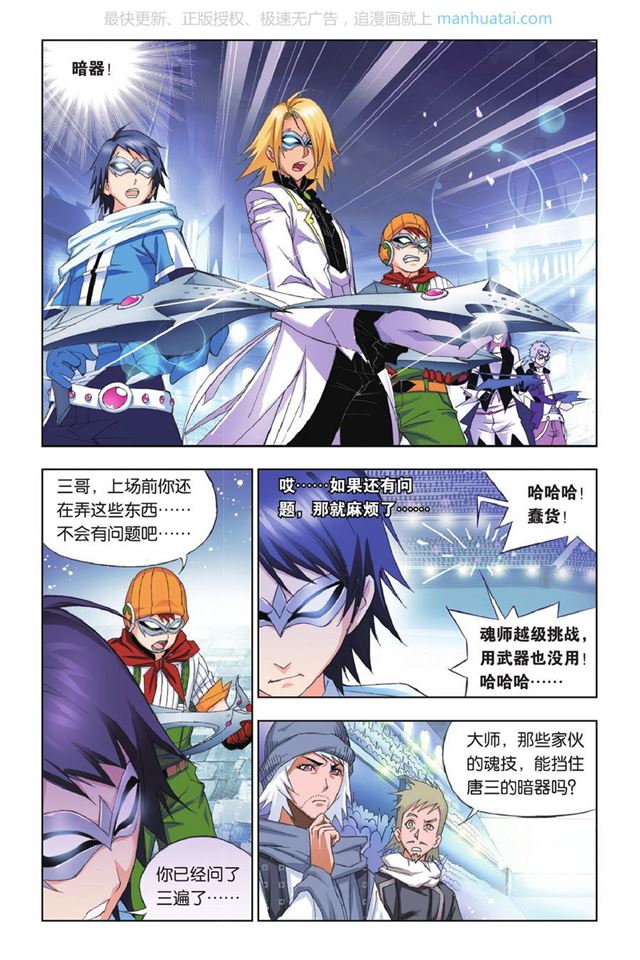 最快更新、正版授权、极速无广告，追漫画就上 manhuatai.com
暗器！
三哥，上场前你还
在弄这些东西……
不会有问题吧……
你已经问了
三遍了……
哎……如果还有问
题，那就麻烦了……
哈哈哈！
蠢货！
魂师越级挑战，
用武器也没用！
哈哈哈……
大师，那些家伙
的魂技，能挡住
唐三的暗器吗？